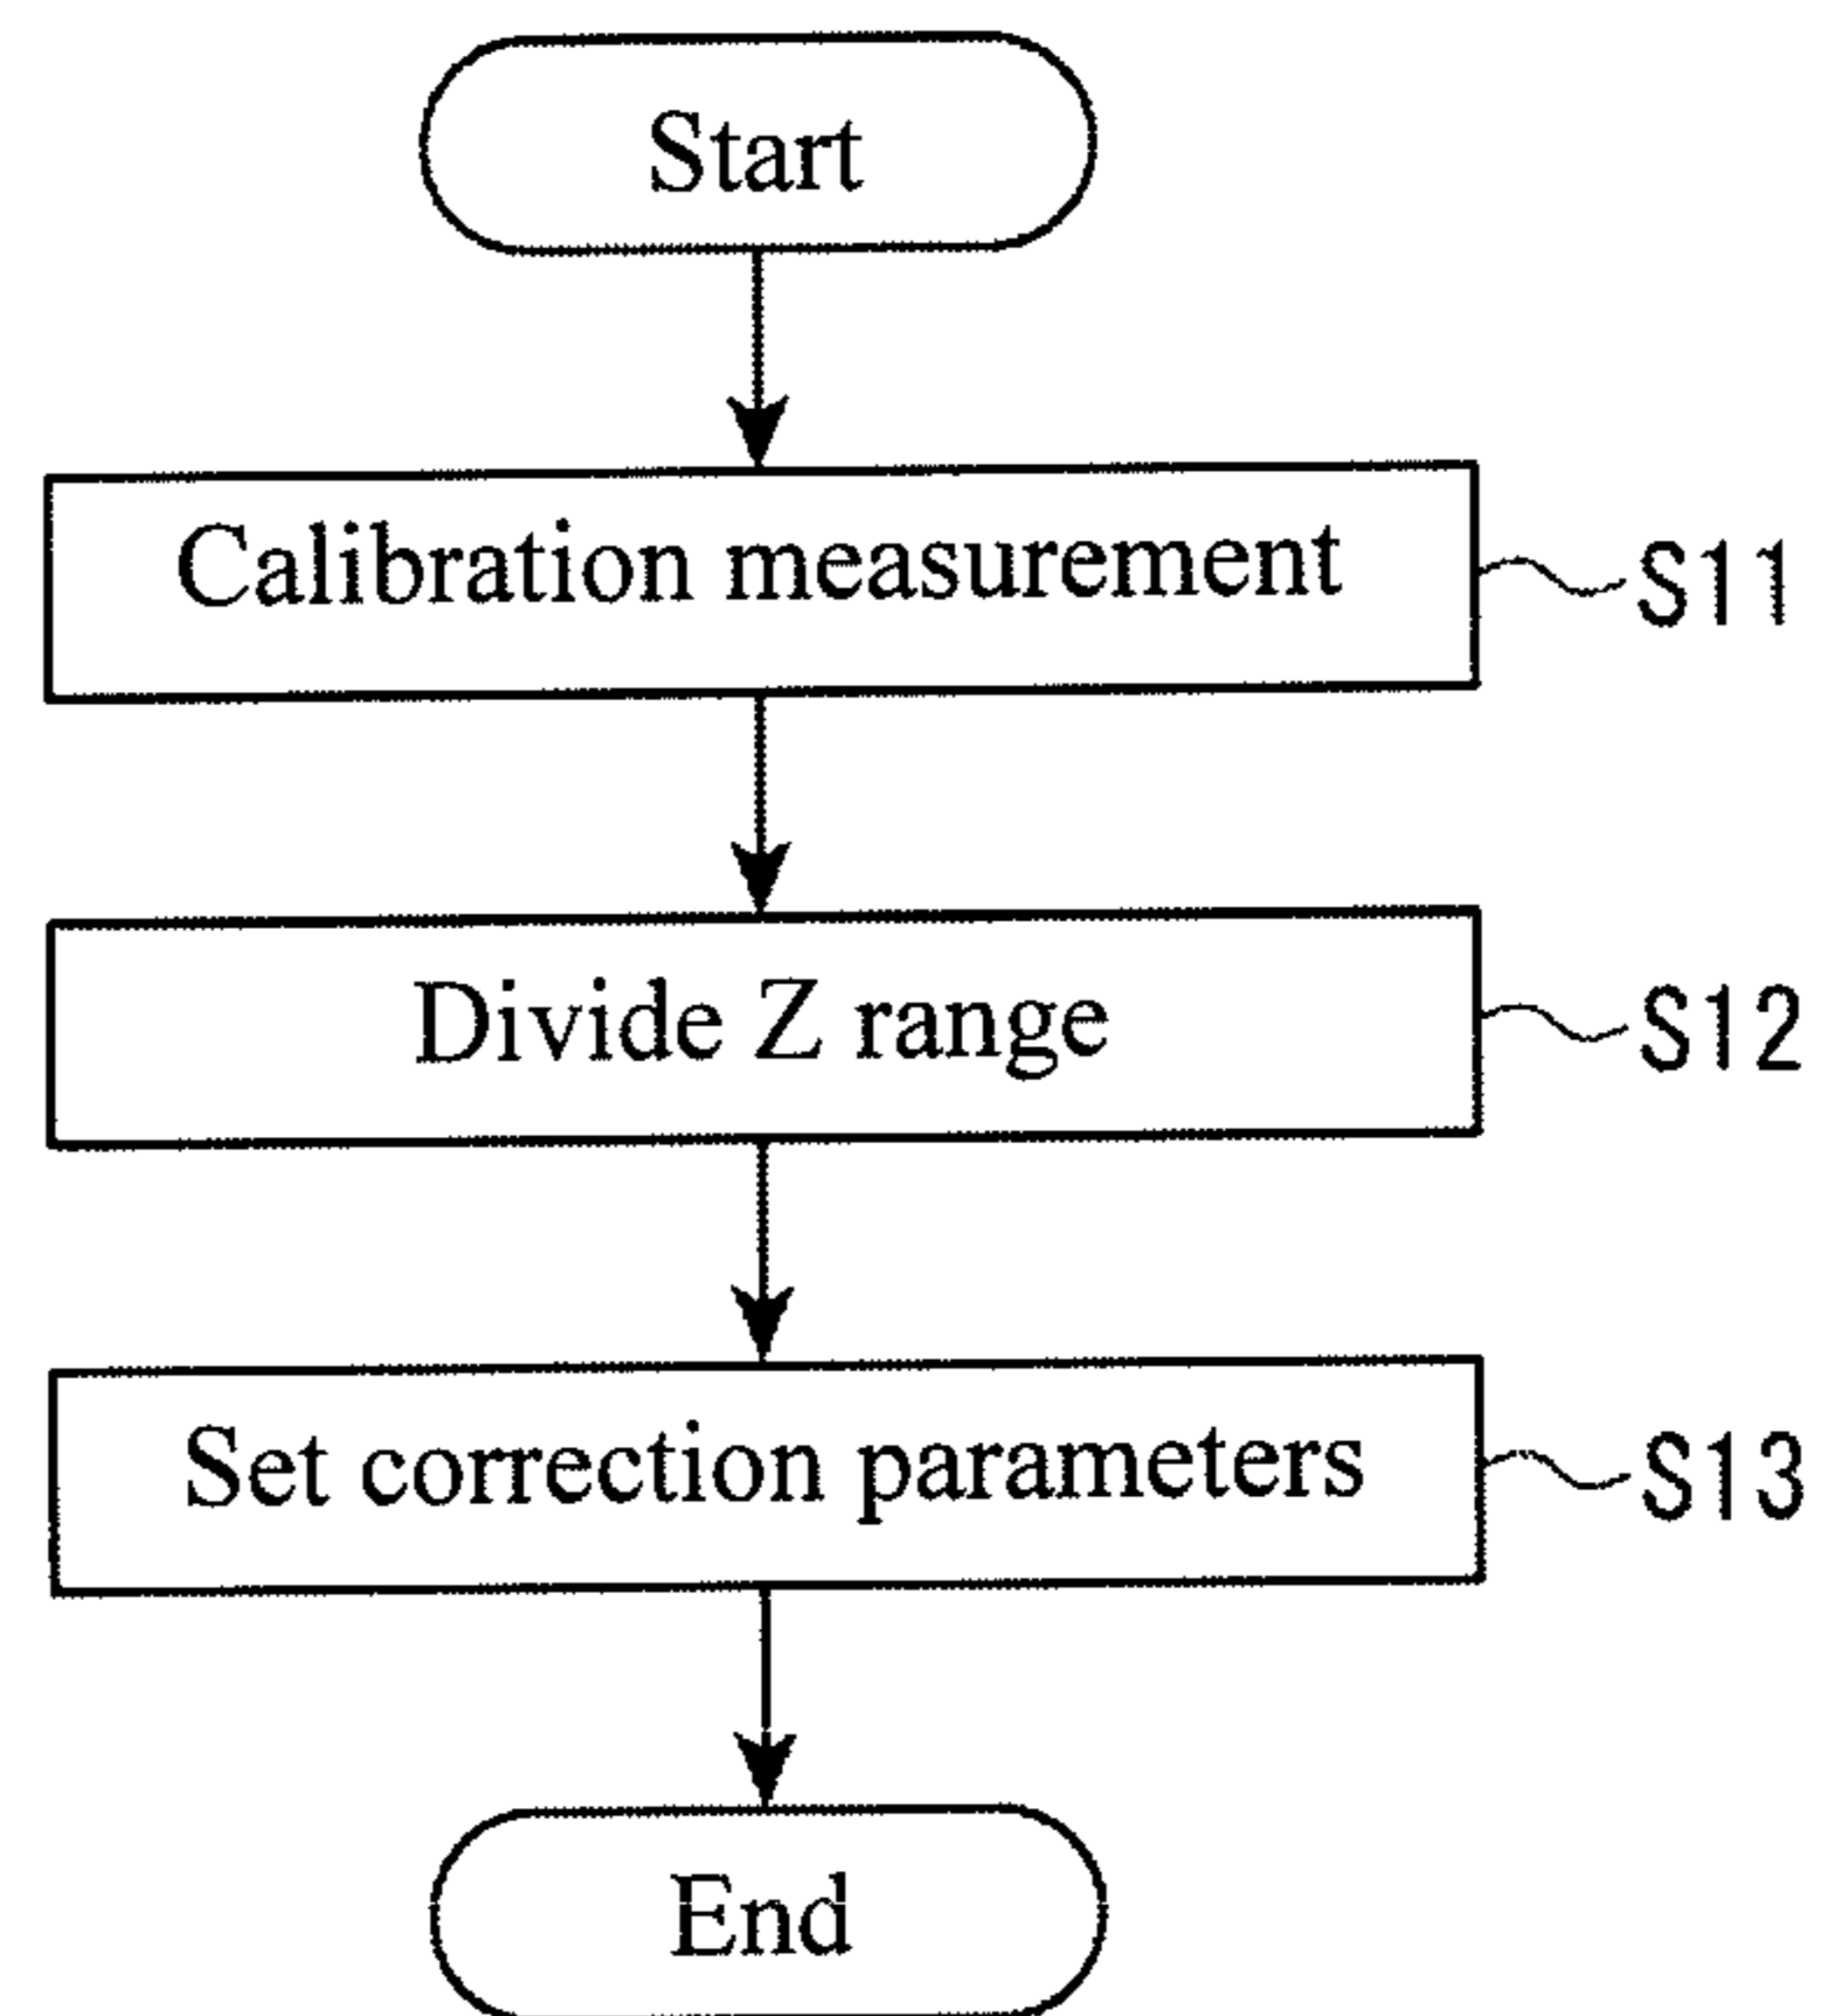 Start
Calibration measurement S11
Divide Z range S12
Set correction parameters S13
End